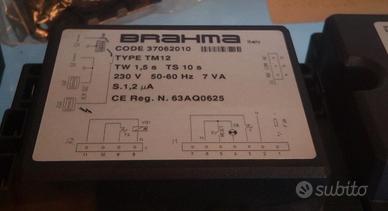 BRAHMA Italy
CODE 37062010
TYPE TM12
TW 1,5 s TS 10 s
230 V 50-60 Hz 7 VA
S.1,2 µA
CE Reg. N. 63AQ0625
subito